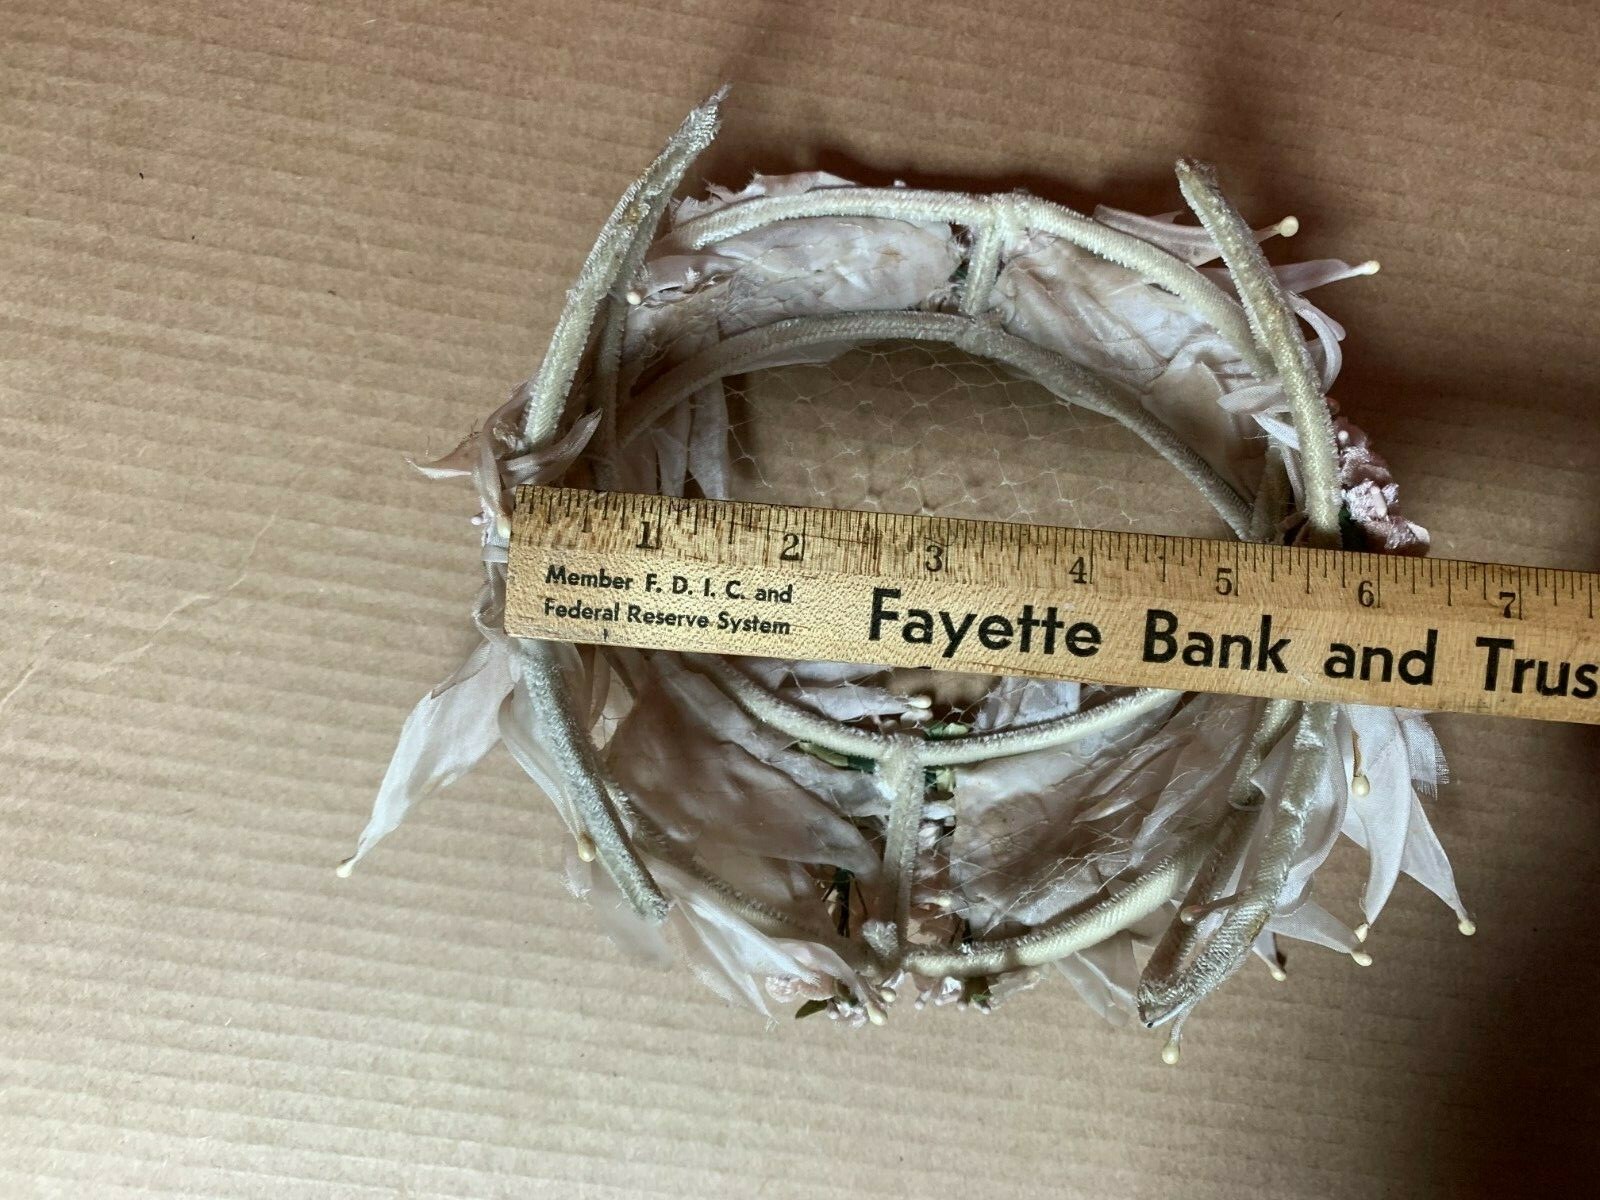 1 2 3 4 5 6 7
Member F. D. I. C. and
Federal Reserve System
Fayette Bank and Trus